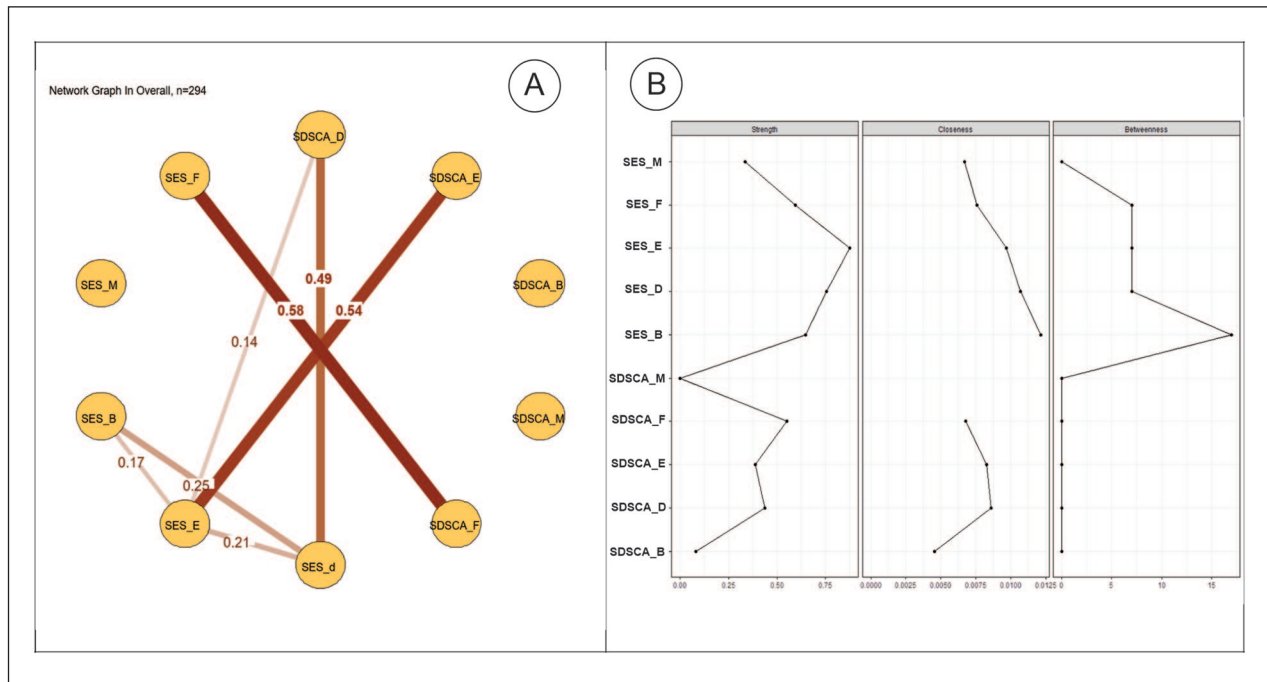 A
Network Graph In Overall, n=294
SDSCA_D
SES_F
SDSCA_E
SES_M
SDSCA_B
0.49
0.58
0.54
0.14
SES_B
SDSCA_M
0.17
0.25
SES_E
SDSCA_F
0.21
SES_d
B
Strength
Closeness
Betweenness
SES_M
SES_F
SES_E
SES_D
SES_B
SDSCA_M
SDSCA_F
SDSCA_E
SDSCA_D
SDSCA_B
0.00 0.25 0.50 0.75
0.0000 0.0025 0.0050 0.0075 0.0100 0.0125
0 5 10 15